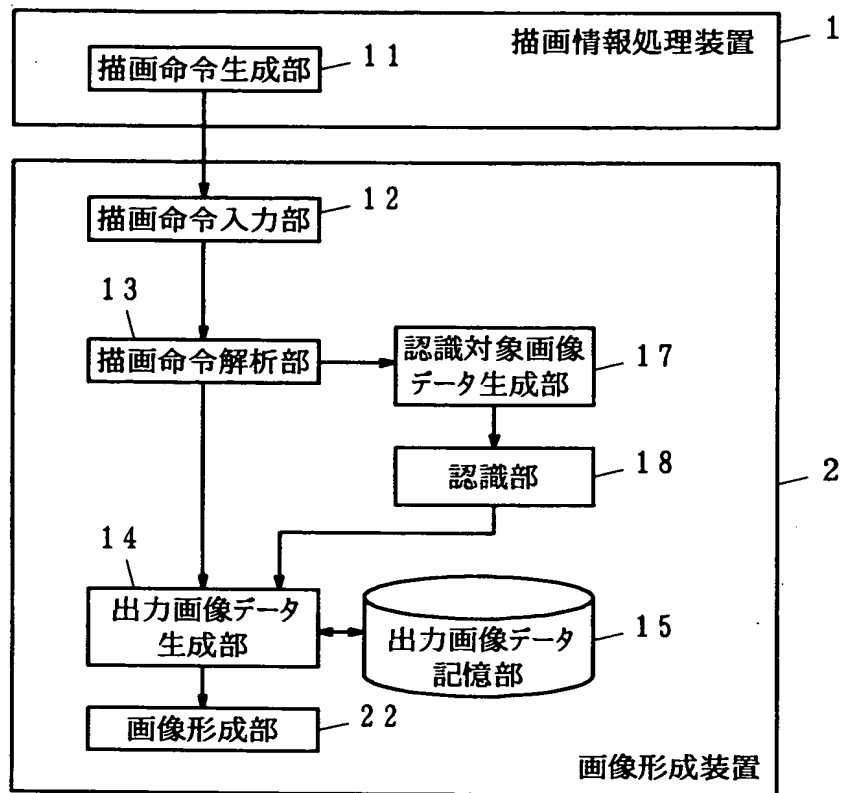 描画情報処理装置
1
描画命令生成部
11
描画命令入力部
12
13
描画命令解析部
認識対象画像
データ生成部
17
認識部
18
2
14
出力画像データ
生成部
出力画像データ
記憶部
15
画像形成部
22
画像形成装置